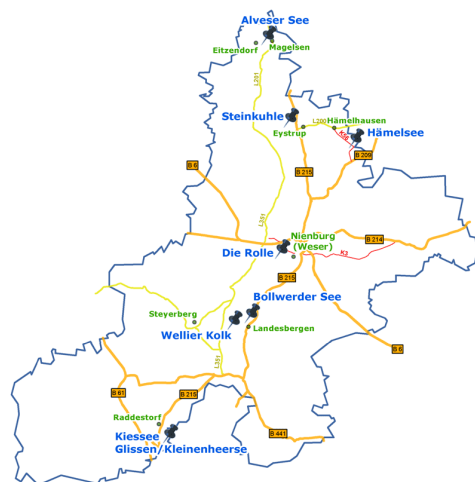 Alveser See
Eitzendorf
Magelsen
L201
Steinkuhle
L200
Hämelhausen
Eystrup
K56
Hämelsee
B 6
B 215
B 209
L351
Nienburg
(Weser)
B 214
Die Rolle
K3
B 215
Bollwerder See
Steyerberg
Wellier Kolk
Landesbergen
B 6
L351
B 61
B 215
Raddestorf
Kiessee
Glissen/Kleinenheerse
B 441